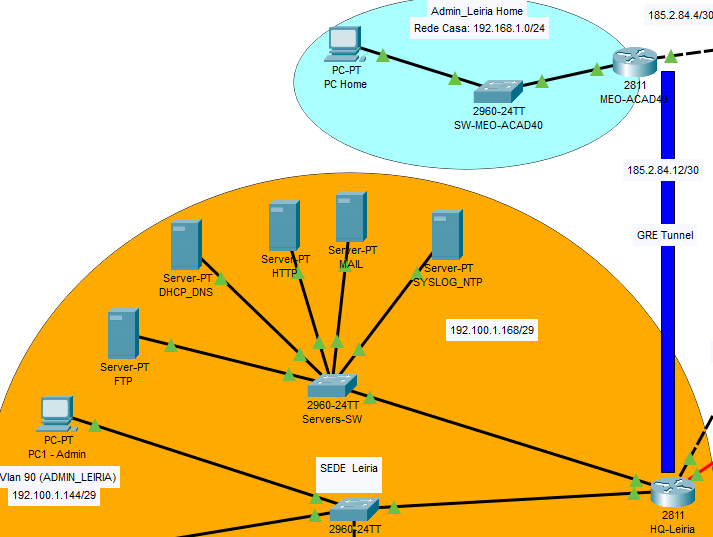 Admin_Leiria Home
Rede Casa: 192.168.1.0/24
185.2.84.4/30
PC-PT
PC Home
2960-24TT
SW-MEO-ACAD40
2811
MEO-ACAD40
185.2.84.12/30
GRE Tunnel
Server-PT
DHCP_DNS
Server-PT
HTTP
Server-PT
MAIL
Server-PT
SYSLOG_NTP
192.100.1.168/29
Server-PT
FTP
2960-24TT
Servers-SW
PC-PT
PC1 - Admin
Vlan 90 (ADMIN_LEIRIA)
192.100.1.144/29
SEDE Leiria
2960-24TT
2811
HQ-Leiria